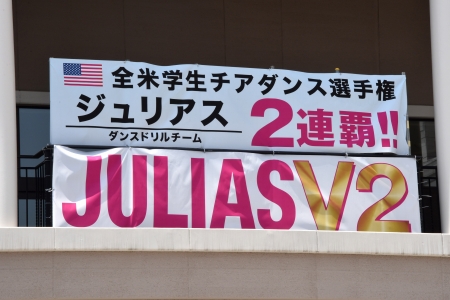 全米学生チアダンス選手権
ジュリアス
ダンスドリルチーム
2連覇!!
JULIAS V2